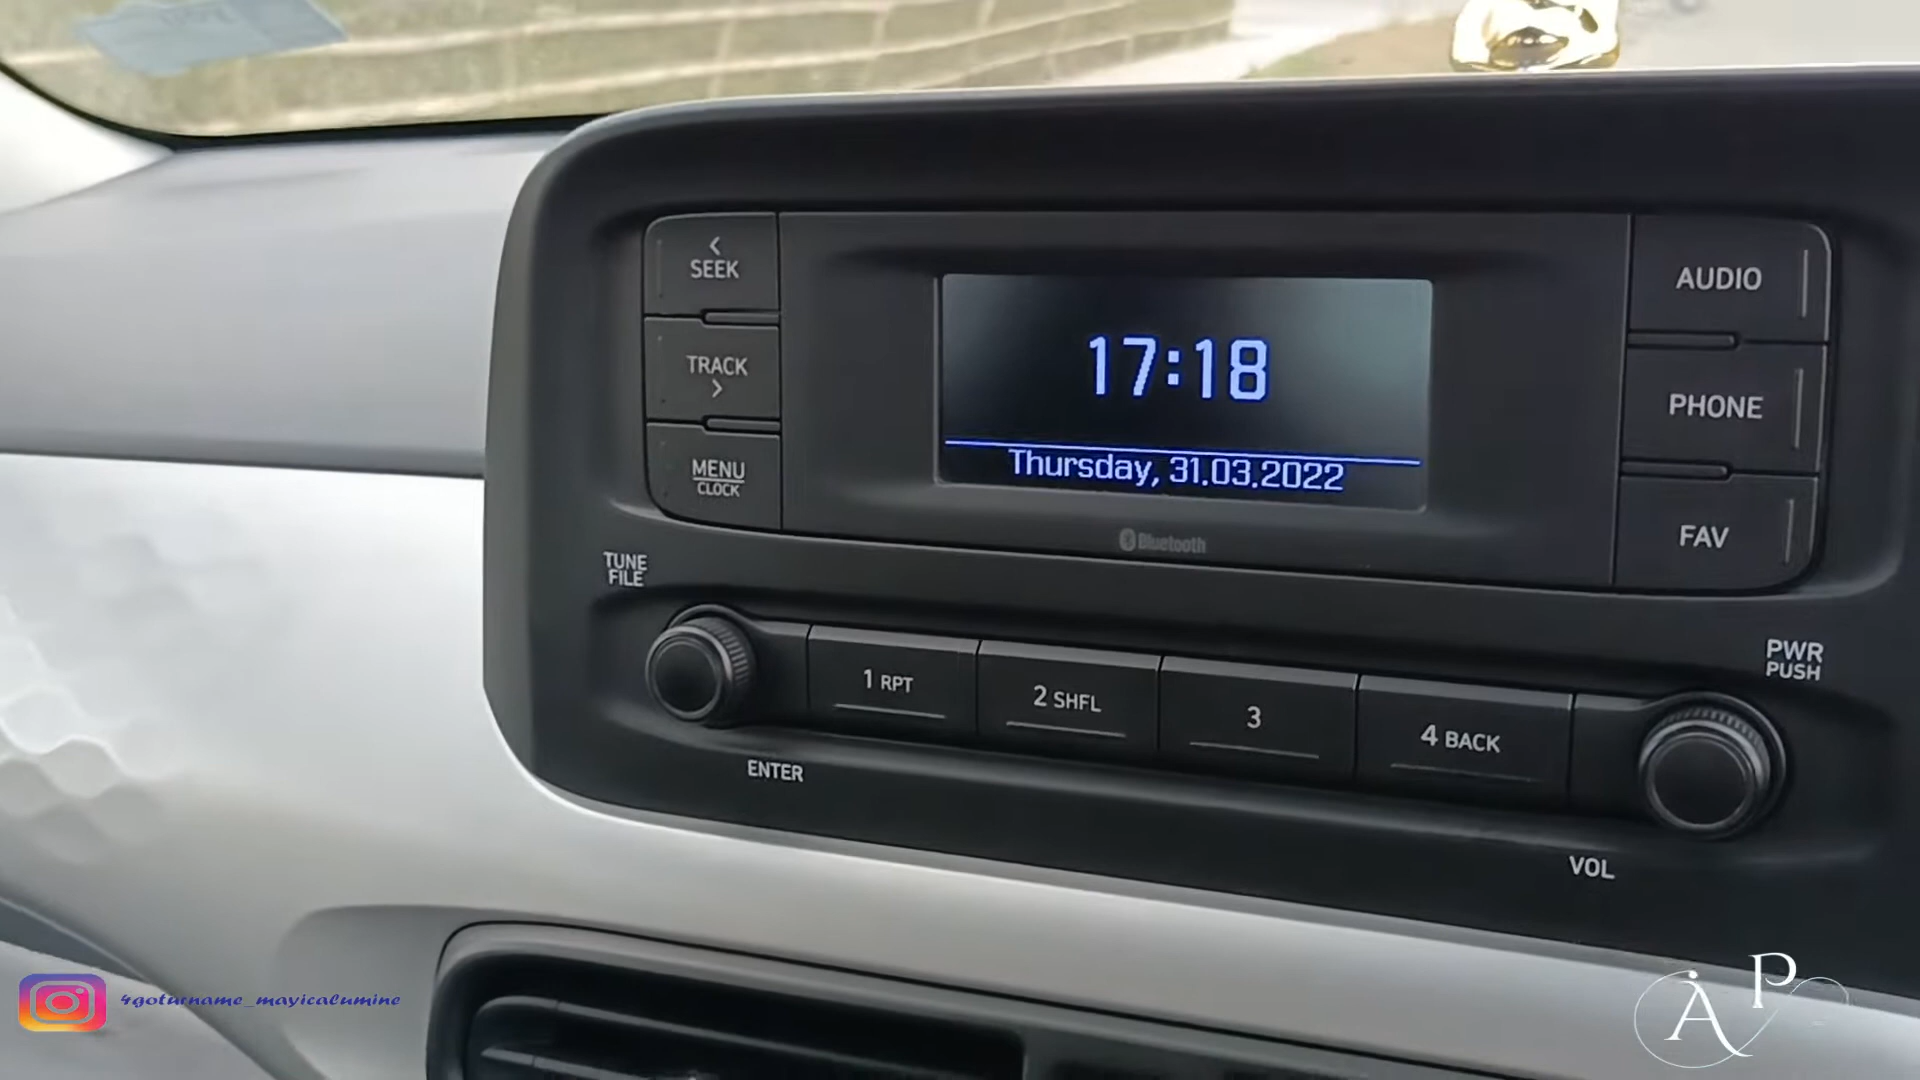 SEEK
TRACK
MENU
CLOCK
17:18
Thursday, 31.03.2022
Bluetooth
AUDIO
PHONE
FAV
TUNE
FILE
PWR
PUSH
1 RPT
2 SHFL
3
4 BACK
ENTER
VOL
4goturname_mayicalumine
A P